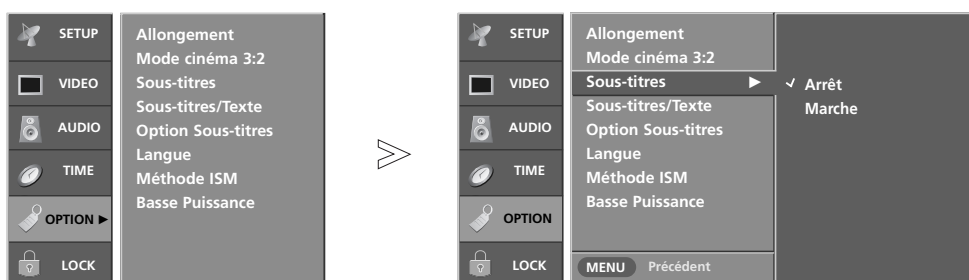 SETUP
VIDEO
AUDIO
TIME
OPTION ►
LOCK
Allongement
Mode cinéma 3:2
Sous-titres
Sous-titres/Texte
Option Sous-titres
Langue
Méthode ISM
Basse Puissance
SETUP
VIDEO
AUDIO
TIME
OPTION
LOCK
Allongement
Mode cinéma 3:2
Sous-titres ►
Sous-titres/Texte
Option Sous-titres
Langue
Méthode ISM
Basse Puissance
MENU Précédent
✓ Arrêt
Marche